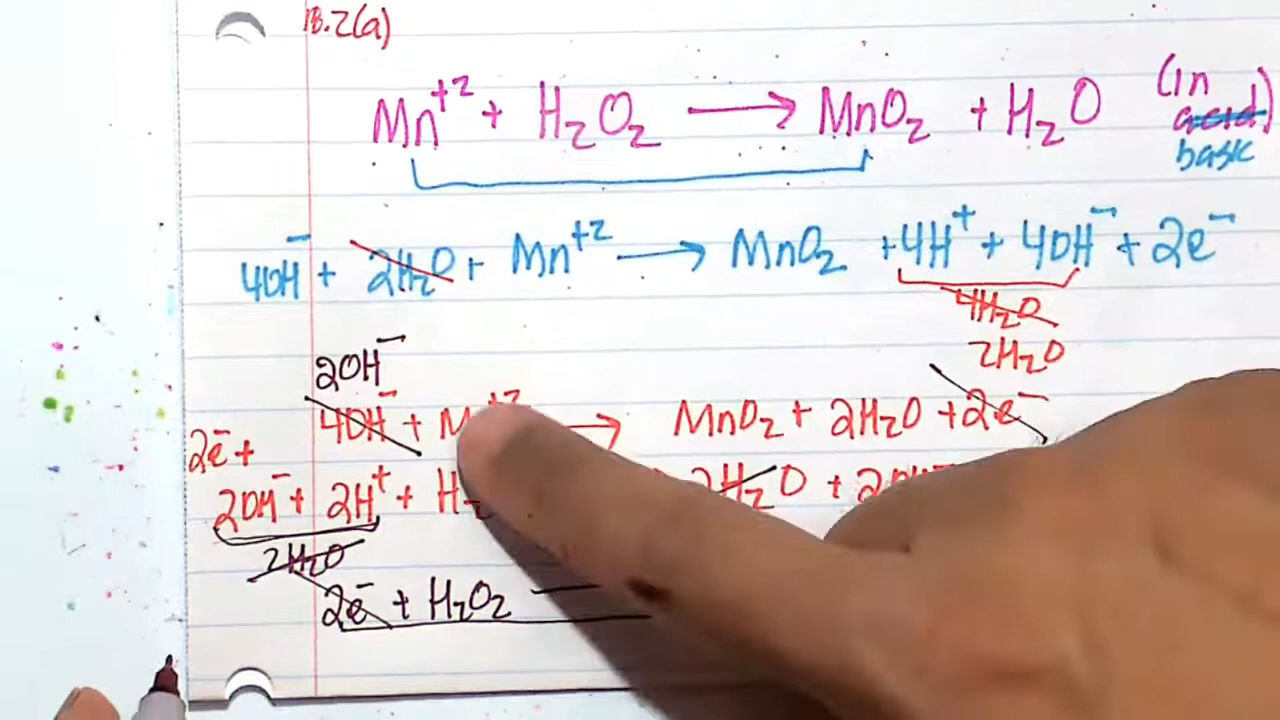 13.2(a)
Mn⁺² + H₂O₂ → MnO₂ + H₂O (in acid)
basic
4OH⁻ + 2H₂O + Mn⁺² → MnO₂ + 4H⁺ + 4OH⁻ + 2e⁻
4H₂O
2H₂O
2OH⁻
4OH⁻ + → MnO₂ + 2H₂O + 2e⁻
2e⁻ +
2OH⁻ + 2H⁺ + 2H₂O +
2H₂O
2e⁻ + H₂O₂